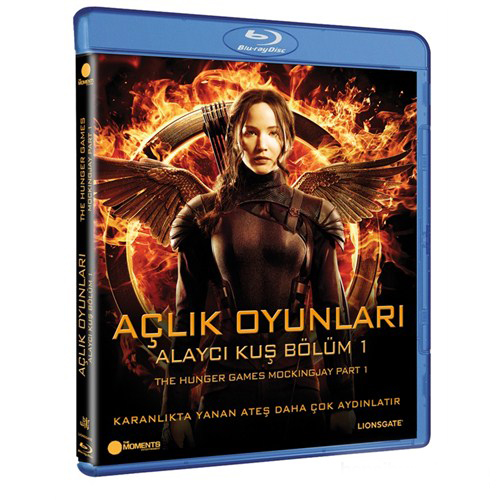 Blu-ray Disc
THE HUNGER GAMES
MOCKINGJAY PART 1
AÇLIK OYUNLARI
ALAYCI KUŞ BÖLÜM 1
AÇLIK OYUNLARI
ALAYCI KUŞ BÖLÜM 1
THE HUNGER GAMES MOCKINGJAY PART 1
KARANLIKTA YANAN ATEŞ DAHA ÇOK AYDINLATIR
THE
MOMENTS
LIONSGATE